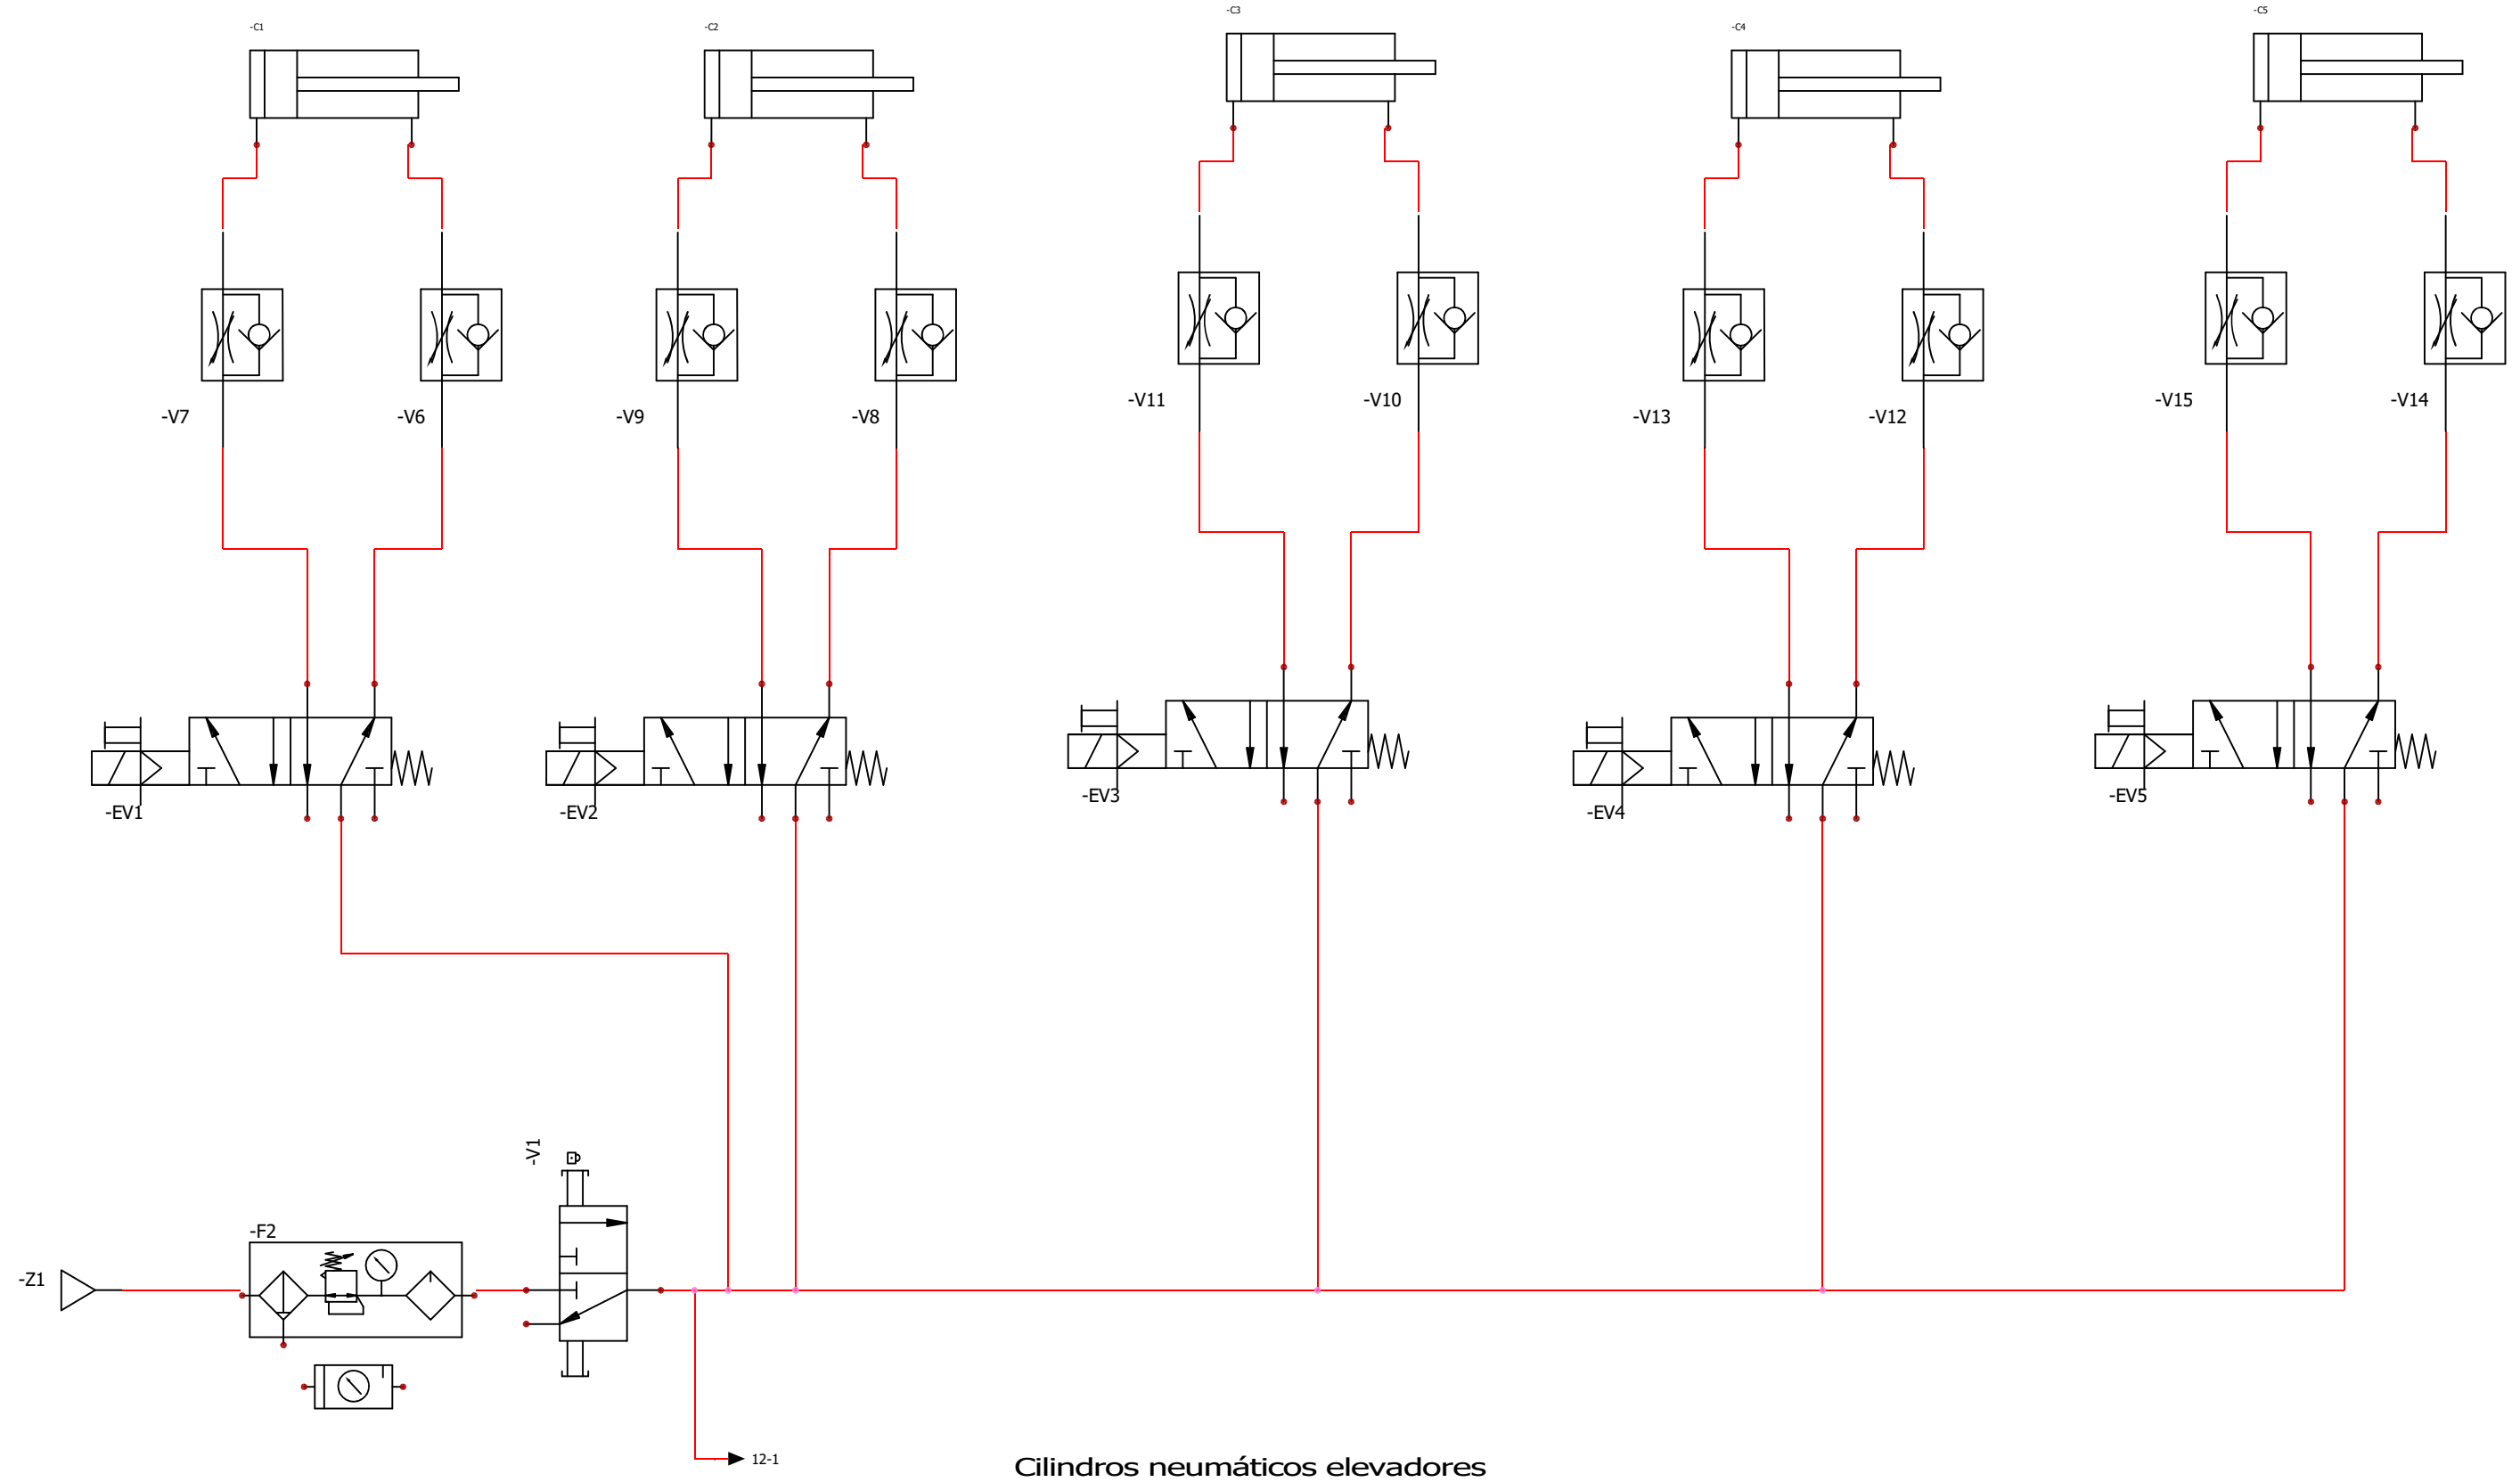 -C1
-C2
-C3
-C4
-C5
-V7
-V6
-V9
-V8
-V11
-V10
-V13
-V12
-V15
-V14
-EV1
-EV2
-EV3
-EV4
-EV5
-V1
-F2
-Z1
12-1
Cilindros neumáticos elevadores